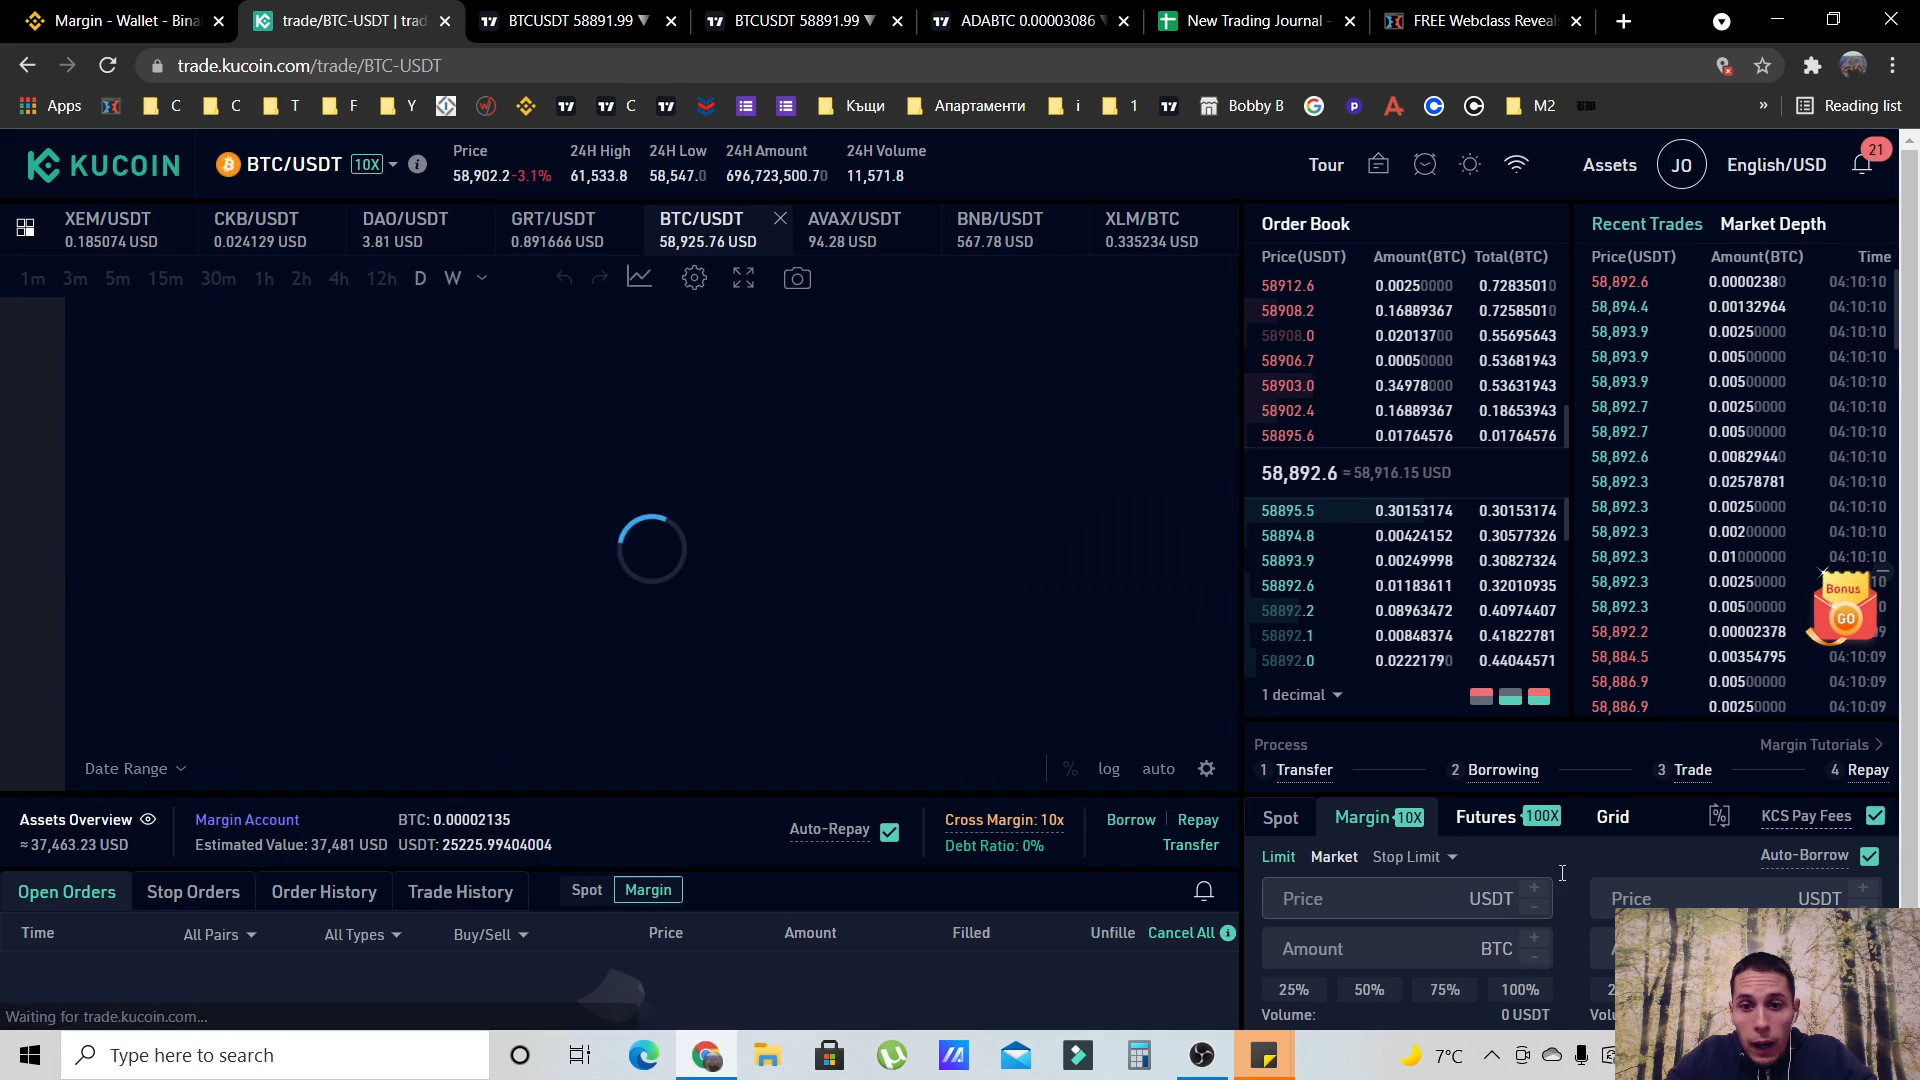 Margin - Wallet - Bina
trade/BTC-USDT | trad
BTCUSDT 58891.99 ▼
BTCUSDT 58891.99 ▼
ADABTC 0.00003086
New Trading Journal -
FREE Webclass Reveal
trade.kucoin.com/trade/BTC-USDT
Apps
C
C
T
F
Y
C
Къщи
Апартаменти
i
1
Bobby B
M2
»
Reading list
KUCOIN
BTC/USDT 10X
Price
58,902.2 -3.1%
24H High
61,533.8
24H Low
58,547.0
24H Amount
696,723,500.70
24H Volume
11,571.8
Tour
Assets
JO
English/USD
21
XEM/USDT
0.185074 USD
CKB/USDT
0.024129 USD
DAO/USDT
3.81 USD
GRT/USDT
0.891666 USD
BTC/USDT
58,925.76 USD
AVAX/USDT
94.28 USD
BNB/USDT
567.78 USD
XLM/BTC
0.335234 USD
1m 3m 5m 15m 30m 1h 2h 4h 12h D W
Date Range
% log auto
Order Book
Price(USDT) Amount(BTC) Total(BTC)
58912.6 0.00250000 0.72835010
58908.2 0.16889367 0.72585010
58908.0 0.02013700 0.55695643
58906.7 0.00050000 0.53681943
58903.0 0.34978000 0.53631943
58902.4 0.16889367 0.18653943
58895.6 0.01764576 0.01764576
58,892.6 ≈ 58,916.15 USD
58895.5 0.30153174 0.30153174
58894.8 0.00424152 0.30577326
58893.9 0.00249998 0.30827324
58892.6 0.01183611 0.32010935
58892.2 0.08963472 0.40974407
58892.1 0.00848374 0.41822781
58892.0 0.02221790 0.44044571
1 decimal
Recent Trades Market Depth
Price(USDT) Amount(BTC) Time
58,892.6 0.00002380 04:10:10
58,894.4 0.00132964 04:10:10
58,893.9 0.00250000 04:10:10
58,893.9 0.00500000 04:10:10
58,893.9 0.00500000 04:10:10
58,892.7 0.00250000 04:10:10
58,892.7 0.00500000 04:10:10
58,892.6 0.00829440 04:10:10
58,892.3 0.02578781 04:10:10
58,892.3 0.00500000 04:10:10
58,892.3 0.00200000 04:10:10
58,892.3 0.01000000 04:10:10
58,892.3 0.00250000
58,892.3 0.00500000
58,892.2 0.00002378
58,884.5 0.00354795 04:10:09
58,886.9 0.00500000 04:10:09
58,886.9 0.00250000 04:10:09
Bonus
GO
Process
Margin Tutorials >
1 Transfer 2 Borrowing 3 Trade 4 Repay
Assets Overview
≈ 37,463.23 USD
Margin Account
Estimated Value: 37,481 USD
BTC: 0.00002135
USDT: 25225.99404004
Auto-Repay
Cross Margin: 10x
Debt Ratio: 0%
Borrow Repay
Transfer
Open Orders Stop Orders Order History Trade History
Spot Margin
Time All Pairs All Types Buy/Sell Price Amount Filled Unfille Cancel All
Spot Margin 10X Futures 100X Grid
KCS Pay Fees
Limit Market Stop Limit
Auto-Borrow
Price USDT
Price USDT
Amount BTC
25% 50% 75% 100%
Volume: 0 USDT
Waiting for trade.kucoin.com...
Type here to search
7°C